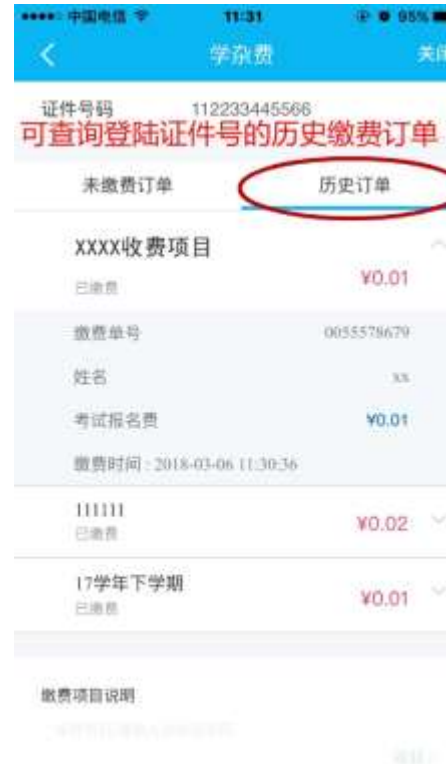 中国电信 11:31 95%
学杂费 关闭
证件号码 112233445566
可查询登陆证件号的历史缴费订单
未缴费订单 历史订单
XXXX收费项目
已缴费 ¥0.01
缴费单号 0055578679
姓名 xx
考试报名费 ¥0.01
缴费时间 : 2018-03-06 11:30:36
111111
已缴费 ¥0.02
17学年下学期
已缴费 ¥0.01
缴费项目说明